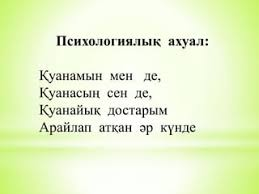 Психологиялық ахуал:
Қуанамын мен де,
Қуанасың сен де,
Қуанайық достарым
Арайлап атқан әр күнде